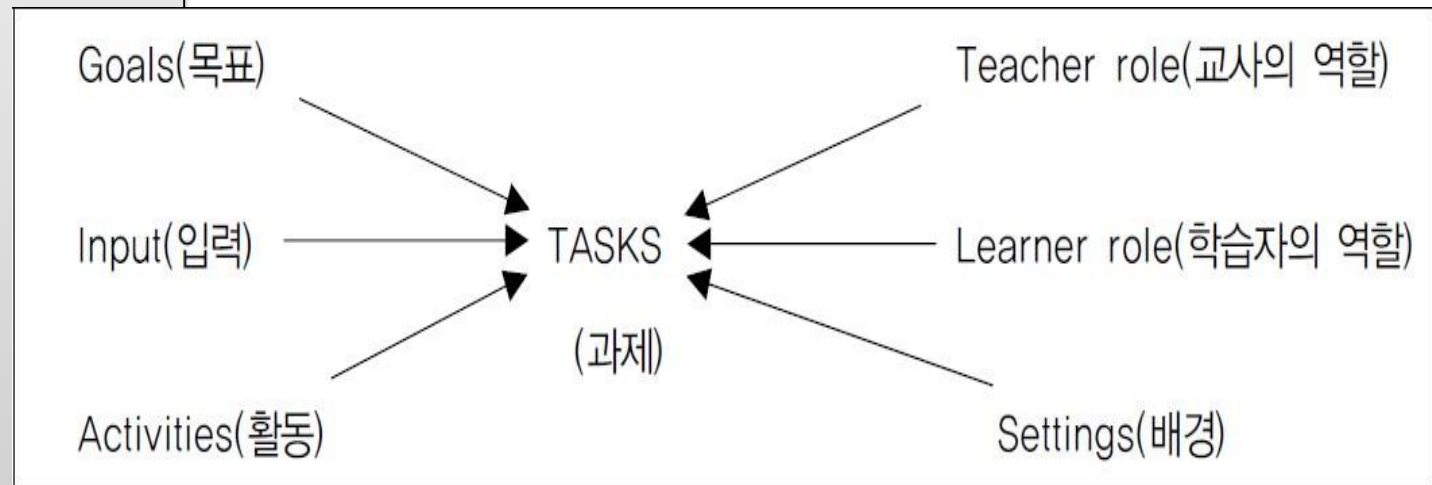 Goals(목표)
Teacher role(교사의 역할)
Input(입력)
TASKS
Learner role(학습자의 역할)
(과제)
Activities(활동)
Settings(배경)